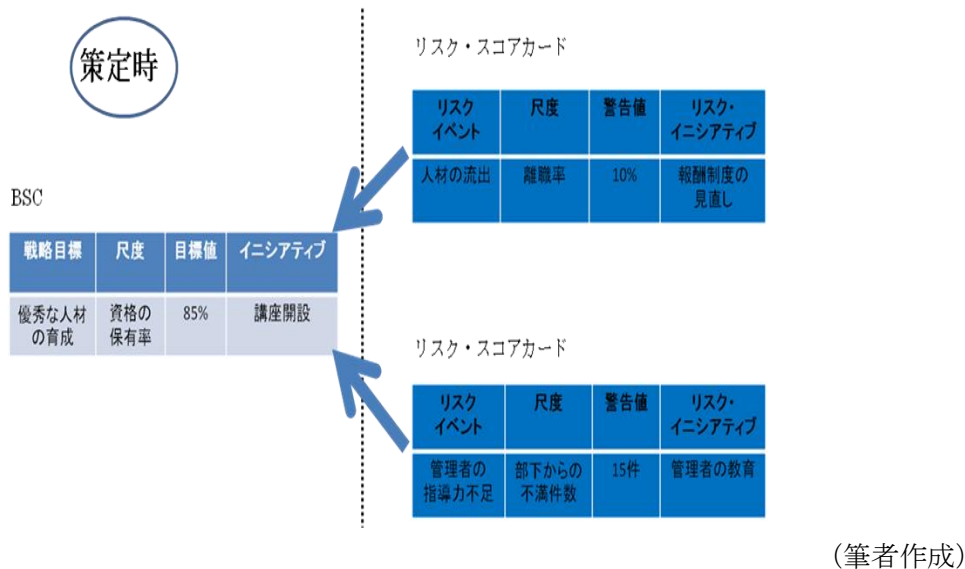 策定時
BSC
戦略目標 尺度 目標値 イニシアティブ
優秀な人材
の育成
資格の
保有率
85%
講座開設
リスク・スコアカード
リスク
イベント
尺度
警告値
リスク・
イニシアティブ
人材の流出
離職率
10%
報酬制度の
見直し
リスク・スコアカード
リスク
イベント
尺度
警告値
リスク・
イニシアティブ
管理者の
指導力不足
部下からの
不満件数
15件
管理者の教育
(筆者作成)